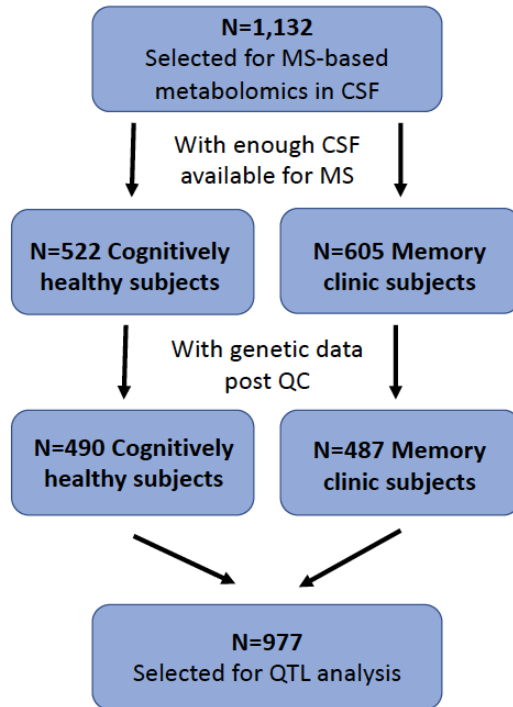 N=1,132
Selected for MS-based
metabolomics in CSF
With enough CSF
available for MS
N=522 Cognitively
healthy subjects
N=605 Memory
clinic subjects
With genetic data
post QC
N=490 Cognitively
healthy subjects
N=487 Memory
clinic subjects
N=977
Selected for QTL analysis